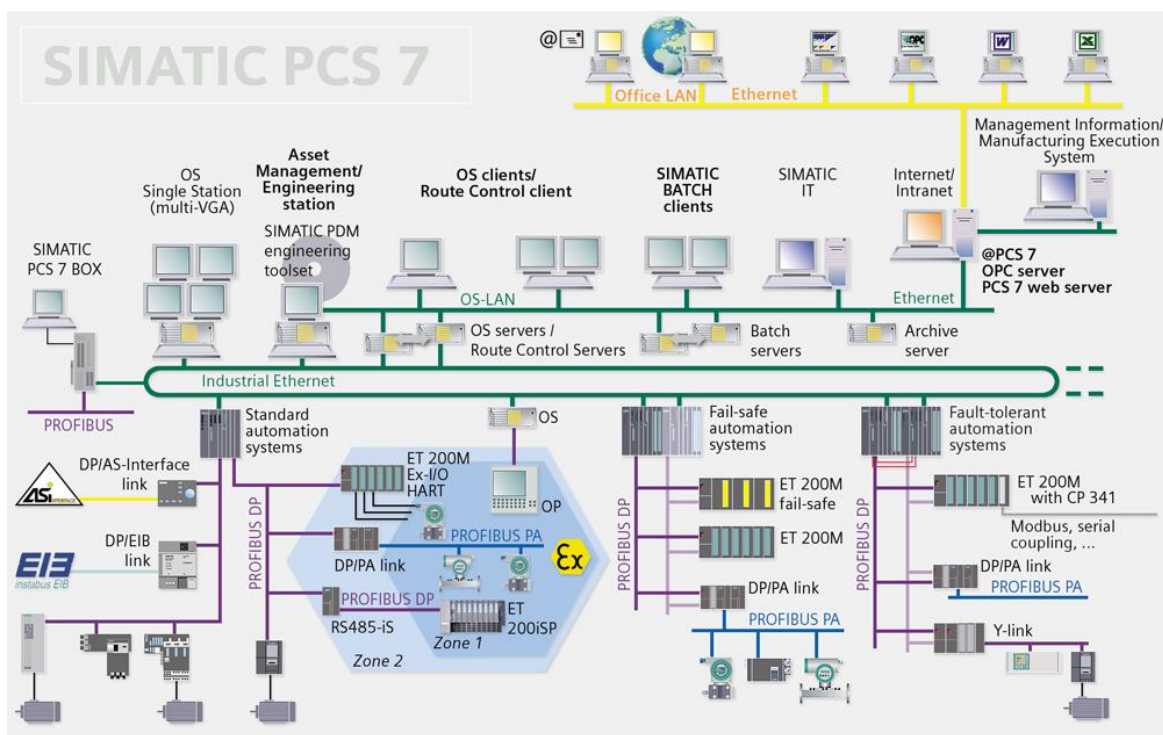 SIMATIC PCS 7
@
Office LAN
Ethernet
OPC
W
X
Management Information/
Manufacturing Execution
System
Internet/
Intranet
@PCS 7
OPC server
PCS 7 web server
SIMATIC
IT
SIMATIC
BATCH
clients
OS clients/
Route Control client
Asset
Management/
Engineering
station
SIMATIC PDM
engineering
toolset
OS
Single Station
(multi-VGA)
SIMATIC
PCS 7 BOX
OS-LAN
Ethernet
OS servers /
Route Control Servers
Batch
servers
Archive
server
Industrial Ethernet
PROFIBUS
Standard
automation
systems
OS
Fail-safe
automation
systems
Fault-tolerant
automation
systems
DP/AS-Interface
link
ASi
INTERFACE
DP/EIB
link
EIB
instabus EIB
PROFIBUS DP
ET 200M
Ex-I/O
HART
OP
PROFIBUS PA
DP/PA link
Ex
PROFIBUS DP
RS485-iS
ET
200iSP
Zone 1
Zone 2
PROFIBUS DP
ET 200M
fail-safe
ET 200M
DP/PA link
PROFIBUS PA
PROFIBUS DP
ET 200M
with CP 341
Modbus, serial
coupling, ...
DP/PA link
PROFIBUS PA
Y-link